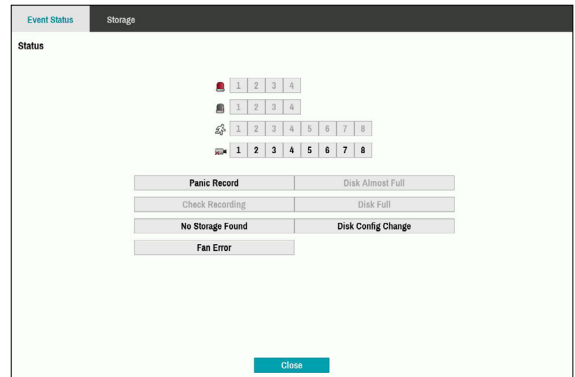 Event Status Storage
Status
1 2 3 4
1 2 3 4
1 2 3 4 5 6 7 8
1 2 3 4 5 6 7 8
Panic Record Disk Almost Full
Check Recording Disk Full
No Storage Found Disk Config Change
Fan Error
Close